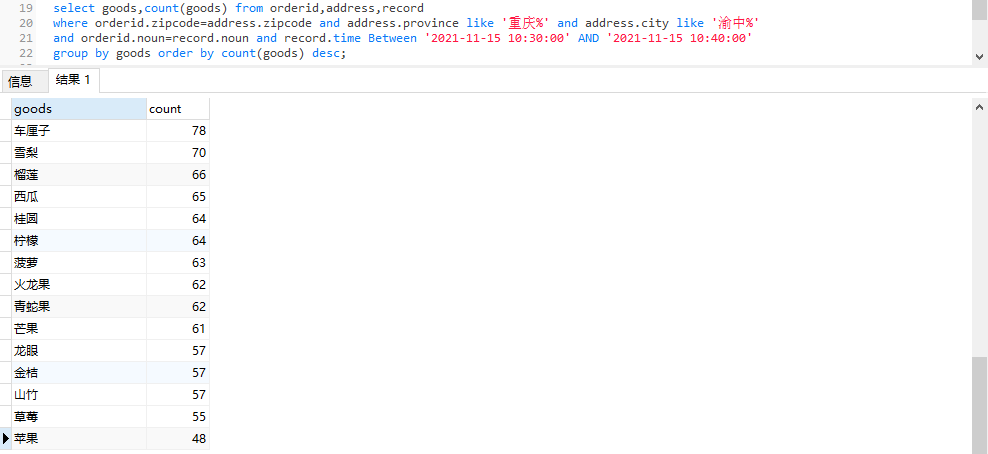 19 select goods,count(goods) from orderid,address,record
20 where orderid.zipcode=address.zipcode and address.province like '重庆%' and address.city like '渝中%'
21 and orderid.noun=record.noun and record.time Between '2021-11-15 10:30:00' AND '2021-11-15 10:40:00'
22 group by goods order by count(goods) desc;
信息 结果 1
goods count
车厘子 78
雪梨 70
榴莲 66
西瓜 65
桂圆 64
柠檬 64
菠萝 63
火龙果 62
青蛇果 62
芒果 61
龙眼 57
金桔 57
山竹 57
草莓 55
苹果 48